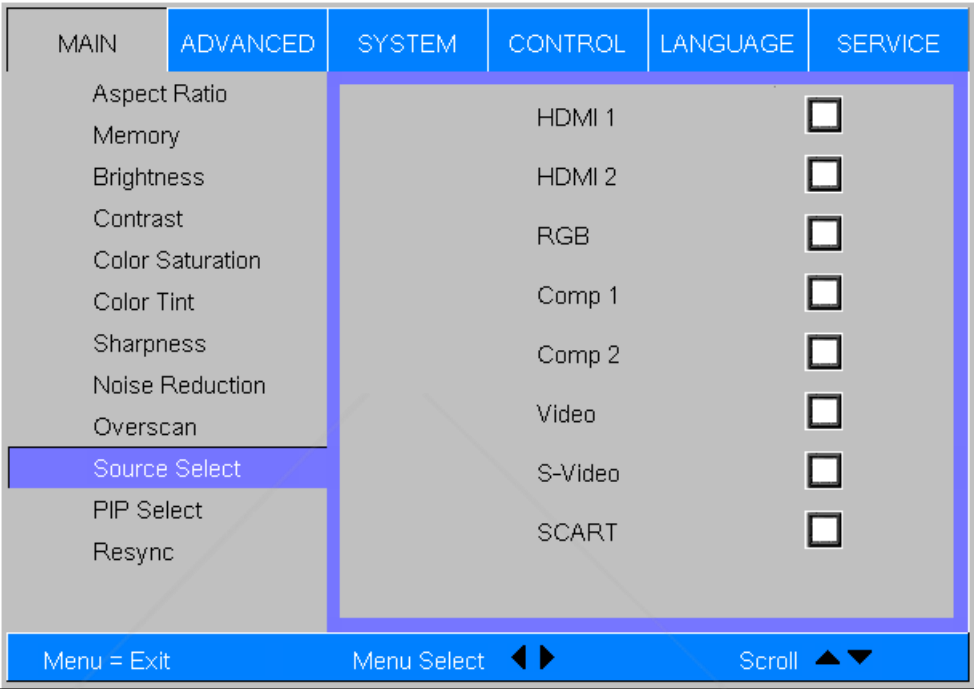 MAIN ADVANCED SYSTEM CONTROL LANGUAGE SERVICE
Aspect Ratio
Memory
Brightness
Contrast
Color Saturation
Color Tint
Sharpness
Noise Reduction
Overscan
Source Select
PIP Select
Resync
HDMI 1
HDMI 2
RGB
Comp 1
Comp 2
Video
S-Video
SCART
Menu = Exit Menu Select Scroll